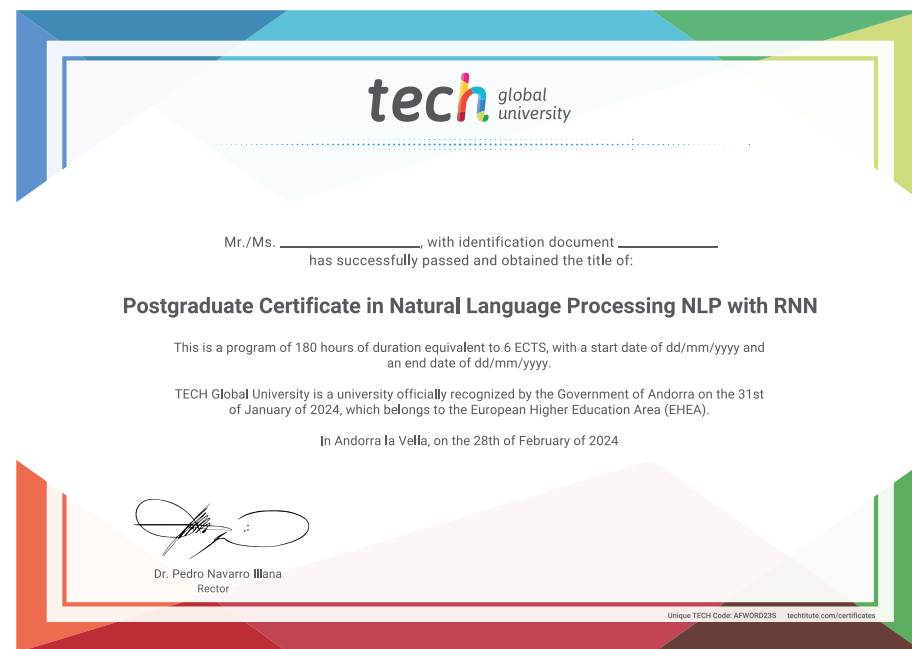 tech global
university
Mr./Ms. ____________________, with identification document ______________
has successfully passed and obtained the title of:
Postgraduate Certificate in Natural Language Processing NLP with RNN
This is a program of 180 hours of duration equivalent to 6 ECTS, with a start date of dd/mm/yyyy and
an end date of dd/mm/yyyy.
TECH Global University is a university officially recognized by the Government of Andorra on the 31st
of January of 2024, which belongs to the European Higher Education Area (EHEA).
In Andorra la Vella, on the 28th of February of 2024
Dr. Pedro Navarro Illana
Rector
Unique TECH Code: AFWORD23S techtitute.com/certificates